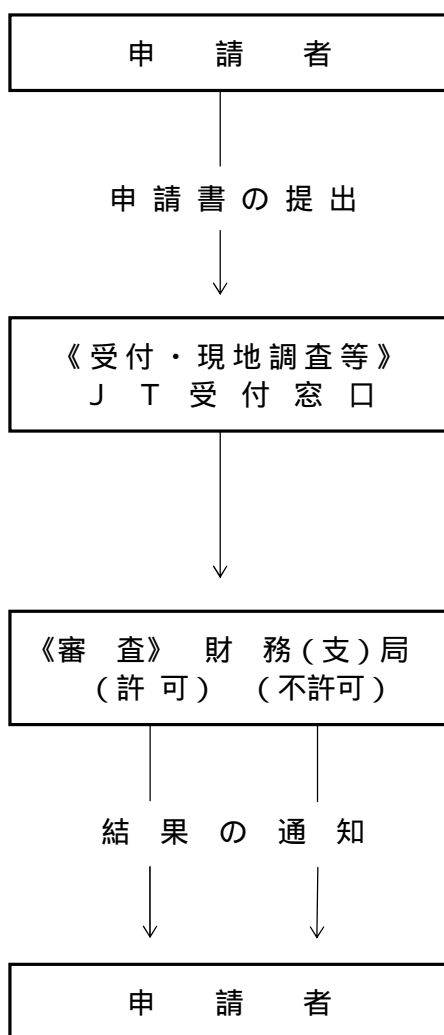 申請者
申請書の提出
《受付・現地調査等》
ＪＴ受付窓口
《審査》 財務(支)局
(許可) (不許可)
結果の通知
申請者